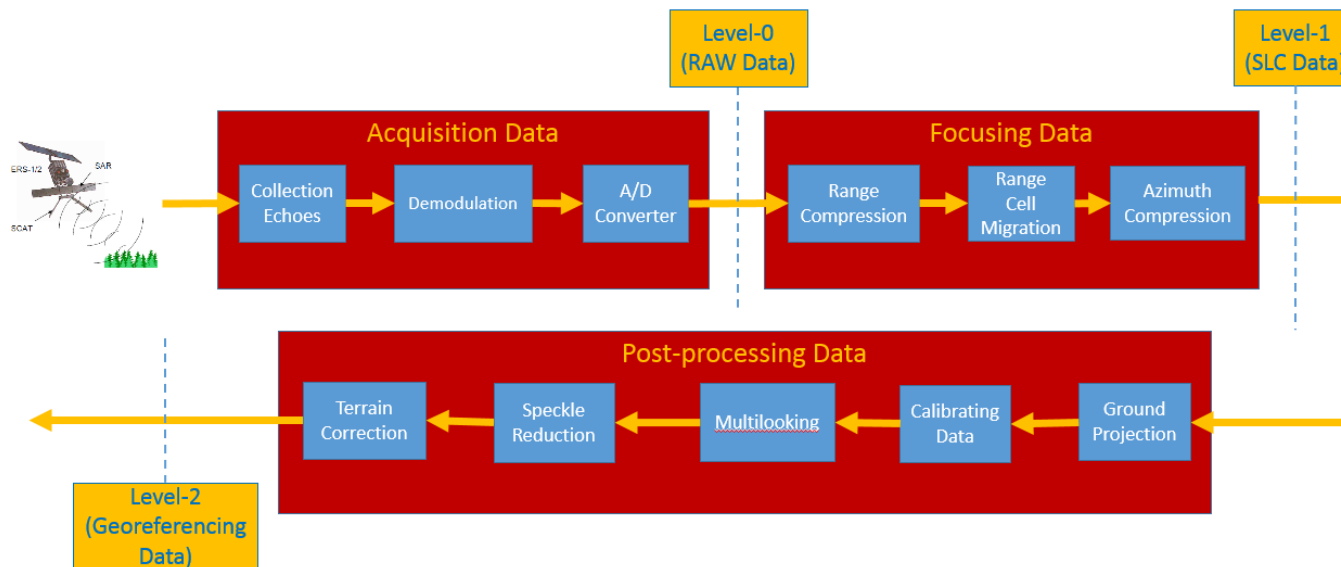 Level-0
(RAW Data)
Level-1
(SLC Data)
Acquisition Data
Focusing Data
ERS-1/2
SAR
SCAT
Collection
Echoes
Demodulation
A/D
Converter
Range
Compression
Range
Cell
Migration
Azimuth
Compression
Post-processing Data
Terrain
Correction
Speckle
Reduction
Multilooking
Calibrating
Data
Ground
Projection
Level-2
(Georeferencing
Data)